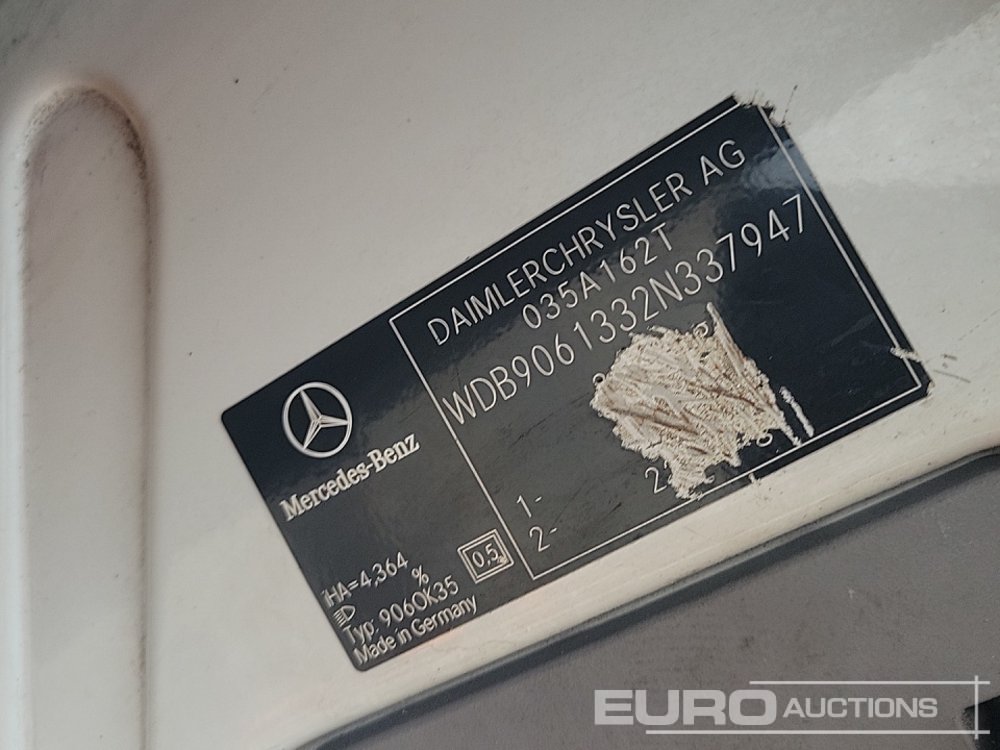 DAIMLERCHRYSLER AG
035A162T
WDB9061332N337947
1-
2-
Mercedes-Benz
iHA=4,364
%
0,5
Typ: 906OK35
Made in Germany
EURO AUCTIONS